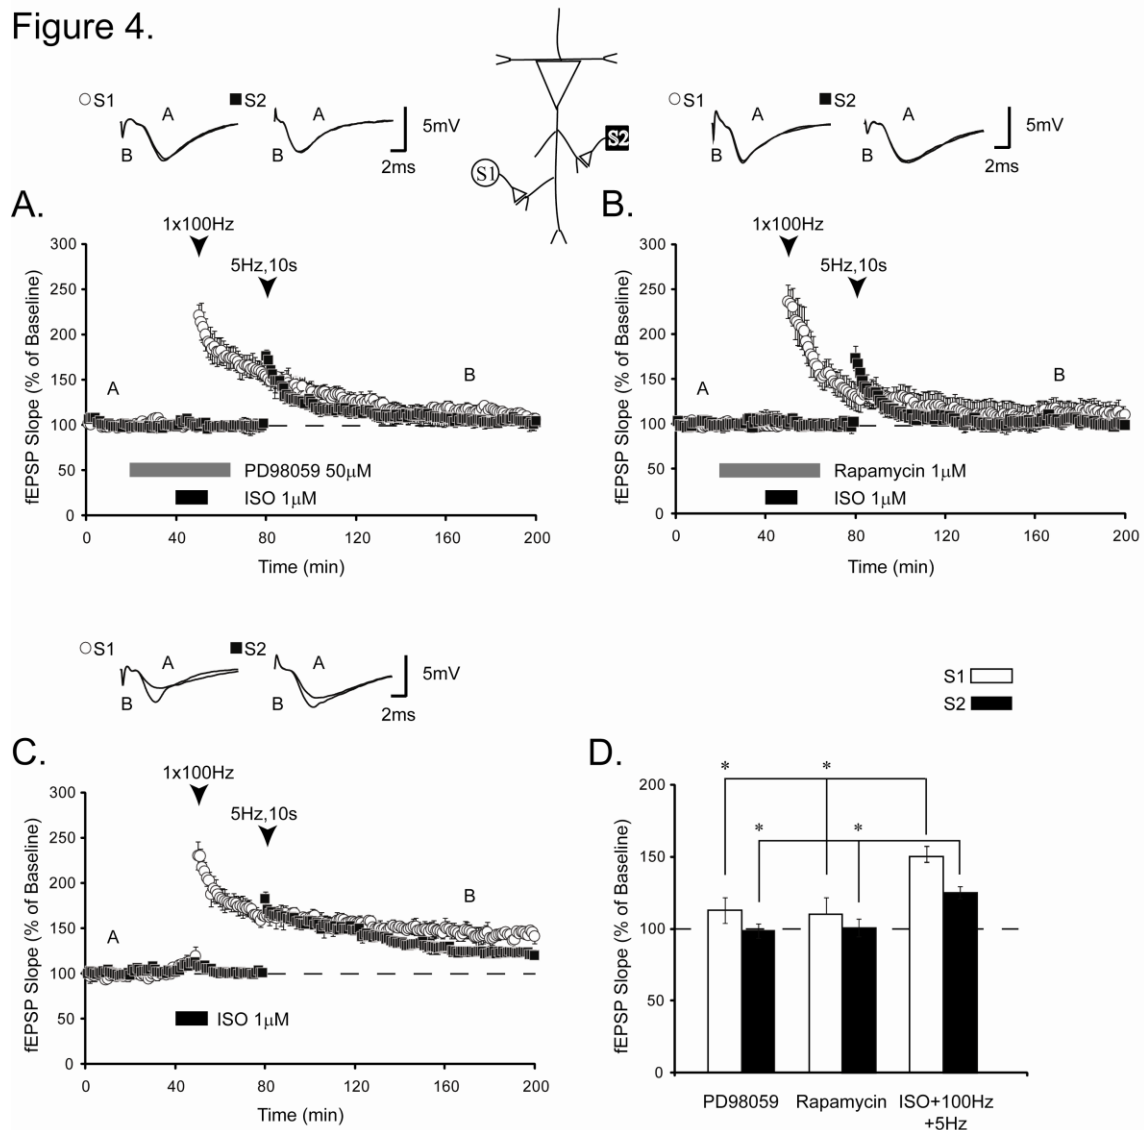 Figure 4.
S1
S2
A
A
B
B
5mV
2ms
S1
S2
S1
S2
A
A
B
B
5mV
2ms
A.
1x100Hz
5Hz,10s
fEPSP Slope (% of Baseline)
300
250
200
150
100
50
0
A
B
PD98059 50μM
ISO 1μM
0
40
80
120
160
200
Time (min)
B.
1x100Hz
5Hz,10s
fEPSP Slope (% of Baseline)
300
250
200
150
100
50
0
A
B
Rapamycin 1μM
ISO 1μM
0
40
80
120
160
200
Time (min)
S1
S2
A
A
B
B
5mV
2ms
C.
1x100Hz
5Hz,10s
fEPSP Slope (% of Baseline)
300
250
200
150
100
50
0
A
B
ISO 1μM
0
40
80
120
160
200
Time (min)
S1
S2
D.
fEPSP Slope (% of Baseline)
200
150
100
50
0
*
*
*
*
PD98059
Rapamycin
ISO+100Hz
+5Hz